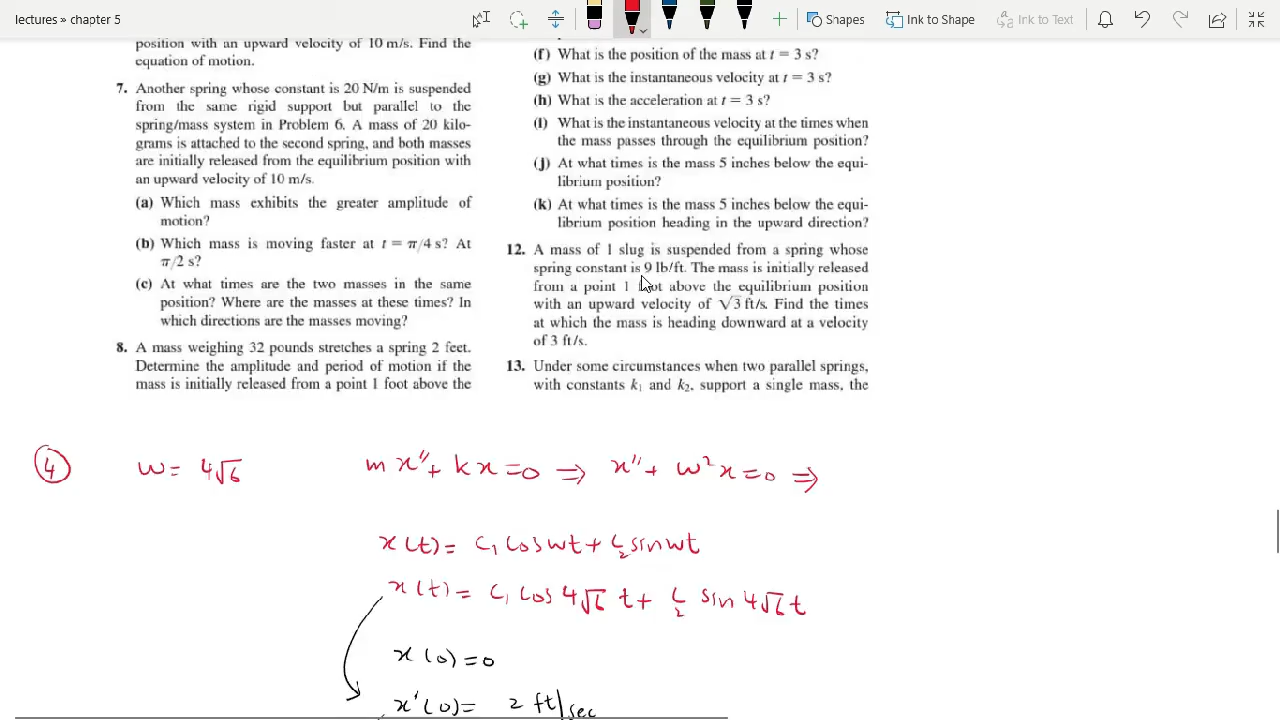 lectures » chapter 5
Shapes
Ink to Shape
Ink to Text
position with an upward velocity of 10 m/s. Find the
equation of motion.
7. Another spring whose constant is 20 N/m is suspended
from the same rigid support but parallel to the
spring/mass system in Problem 6. A mass of 20 kilo-
grams is attached to the second spring, and both masses
are initially released from the equilibrium position with
an upward velocity of 10 m/s.
(a) Which mass exhibits the greater amplitude of
motion?
(b) Which mass is moving faster at t = π/4 s? At
π/2 s?
(c) At what times are the two masses in the same
position? Where are the masses at these times? In
which directions are the masses moving?
8. A mass weighing 32 pounds stretches a spring 2 feet.
Determine the amplitude and period of motion if the
mass is initially released from a point 1 foot above the
(f) What is the position of the mass at t = 3 s?
(g) What is the instantaneous velocity at t = 3 s?
(h) What is the acceleration at t = 3 s?
(i) What is the instantaneous velocity at the times when
the mass passes through the equilibrium position?
(j) At what times is the mass 5 inches below the equi-
librium position?
(k) At what times is the mass 5 inches below the equi-
librium position heading in the upward direction?
12. A mass of 1 slug is suspended from a spring whose
spring constant is 9 lb/ft. The mass is initially released
from a point 1 foot above the equilibrium position
with an upward velocity of √3 ft/s. Find the times
at which the mass is heading downward at a velocity
of 3 ft/s.
13. Under some circumstances when two parallel springs,
with constants k₁ and k₂, support a single mass, the
④ w = 4√6 mx'' + kx = 0 ⇒ x'' + w²x = 0 ⇒
x(t) = c₁ cos wt + c₂ sin wt
x(t) = c₁ cos 4√6 t + c₂ sin 4√6 t
x(0) = 0
x'(0) = 2 ft/sec